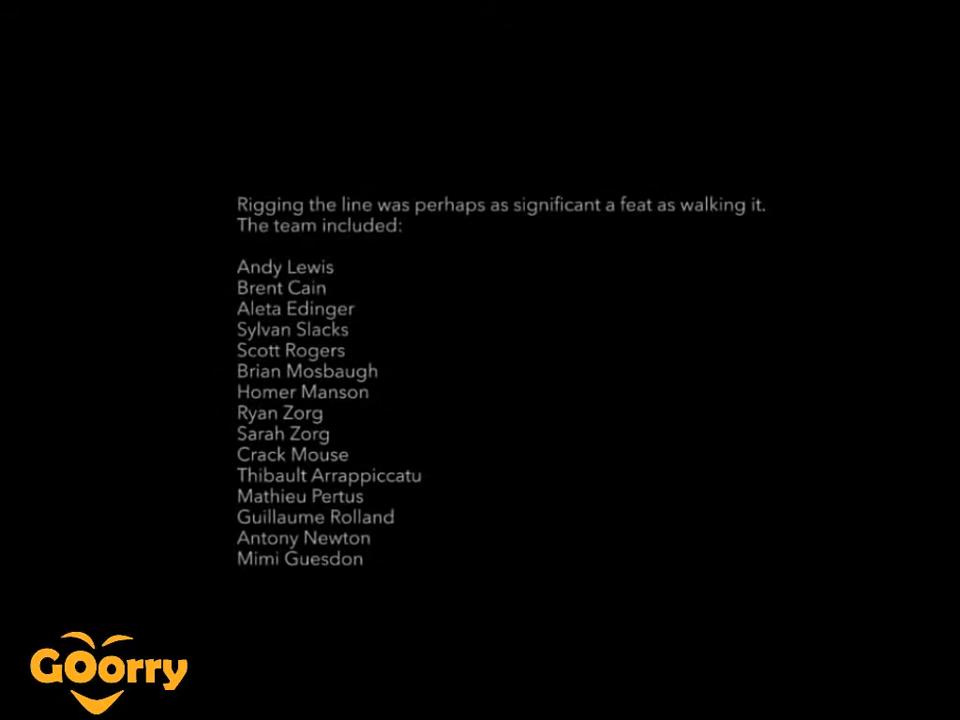 Rigging the line was perhaps as significant a feat as walking it.
The team included:
Andy Lewis
Brent Cain
Aleta Edinger
Sylvan Slacks
Scott Rogers
Brian Mosbaugh
Homer Manson
Ryan Zorg
Sarah Zorg
Crack Mouse
Thibault Arrappiccatu
Mathieu Pertus
Guillaume Rolland
Antony Newton
Mimi Guesdon
GOorry